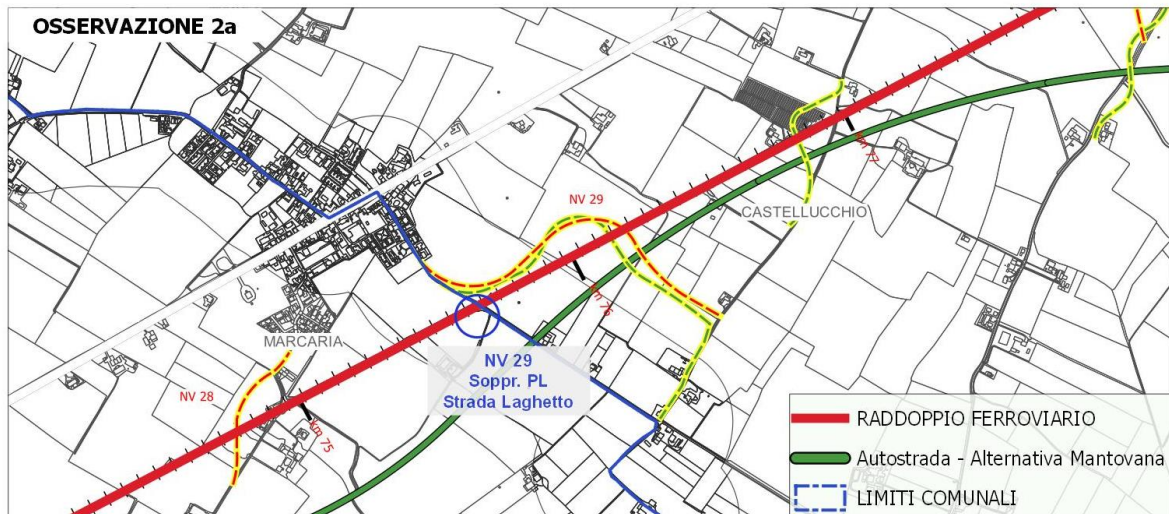 OSSERVAZIONE 2a
km 77
NV 29
CASTELLUCCHIO
km 76
MARCARIA
NV 29
Soppr. PL
Strada Laghetto
NV 28
km 75
RADDOPPIO FERROVIARIO
Autostrada - Alternativa Mantovana
LIMITI COMUNALI